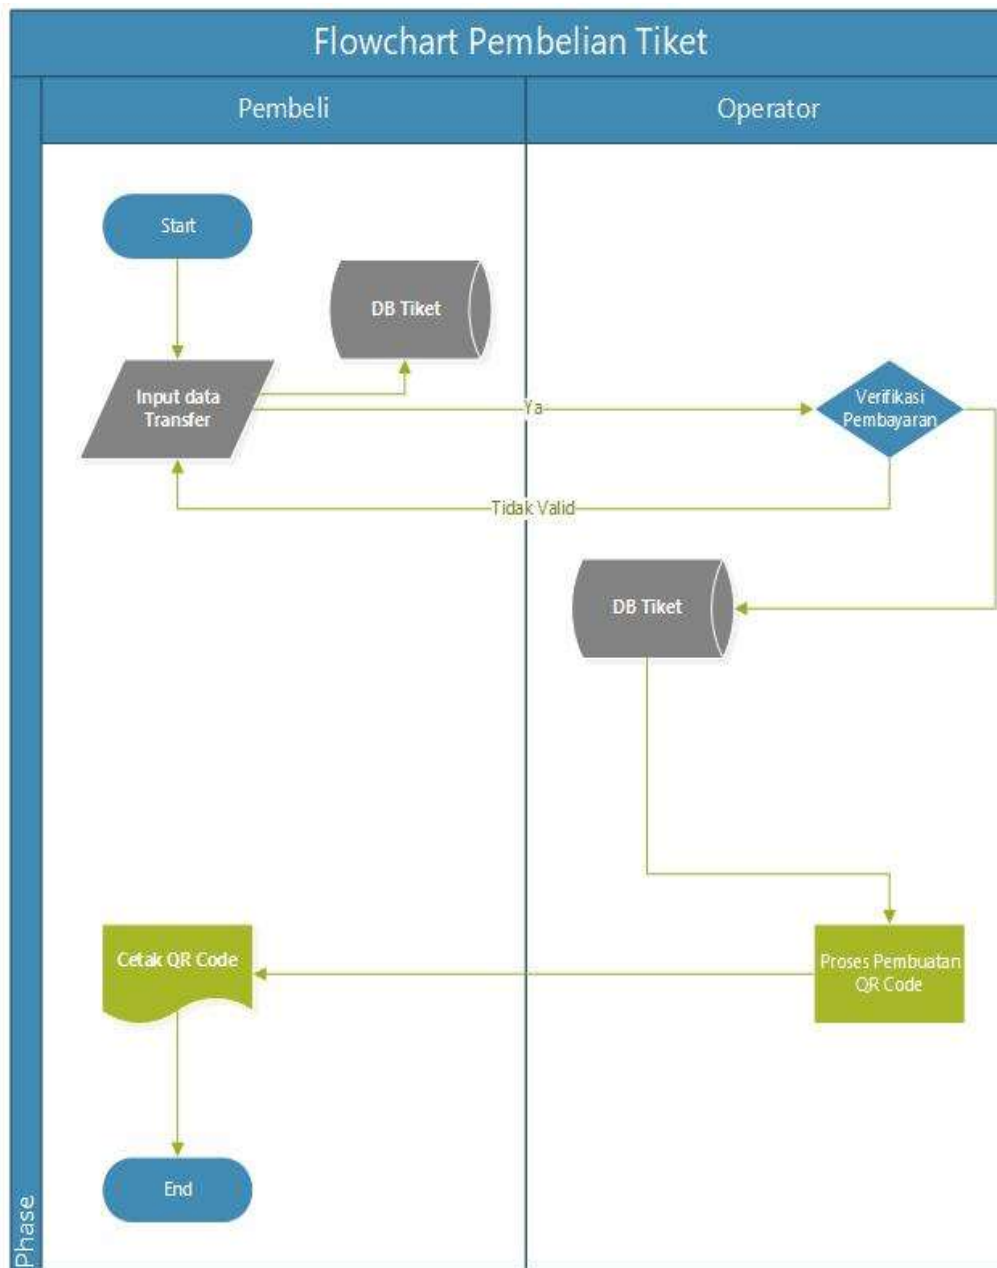 Flowchart Pembelian Tiket
Pembeli
Operator
Start
DB Tiket
Input data
Transfer
Ya
Verifikasi
Pembayaran
Tidak Valid
DB Tiket
Cetak QR Code
Proses Pembuatan
QR Code
End
Phase